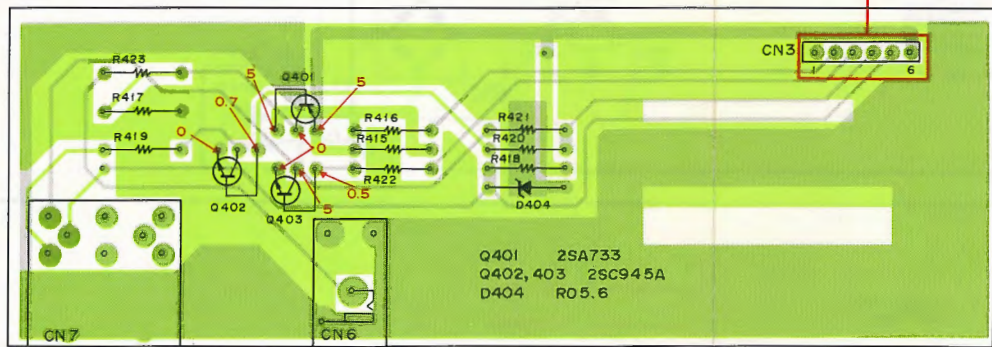 CN3
1 6
R423
R417
R419
0
0.7
5
Q401
5
R416
R415
R422
0
0.5
5
Q402
Q403
R421
R420
R418
D404
CN7
CN6
Q401 2SA733
Q402,403 2SC945A
D404 RD5.6